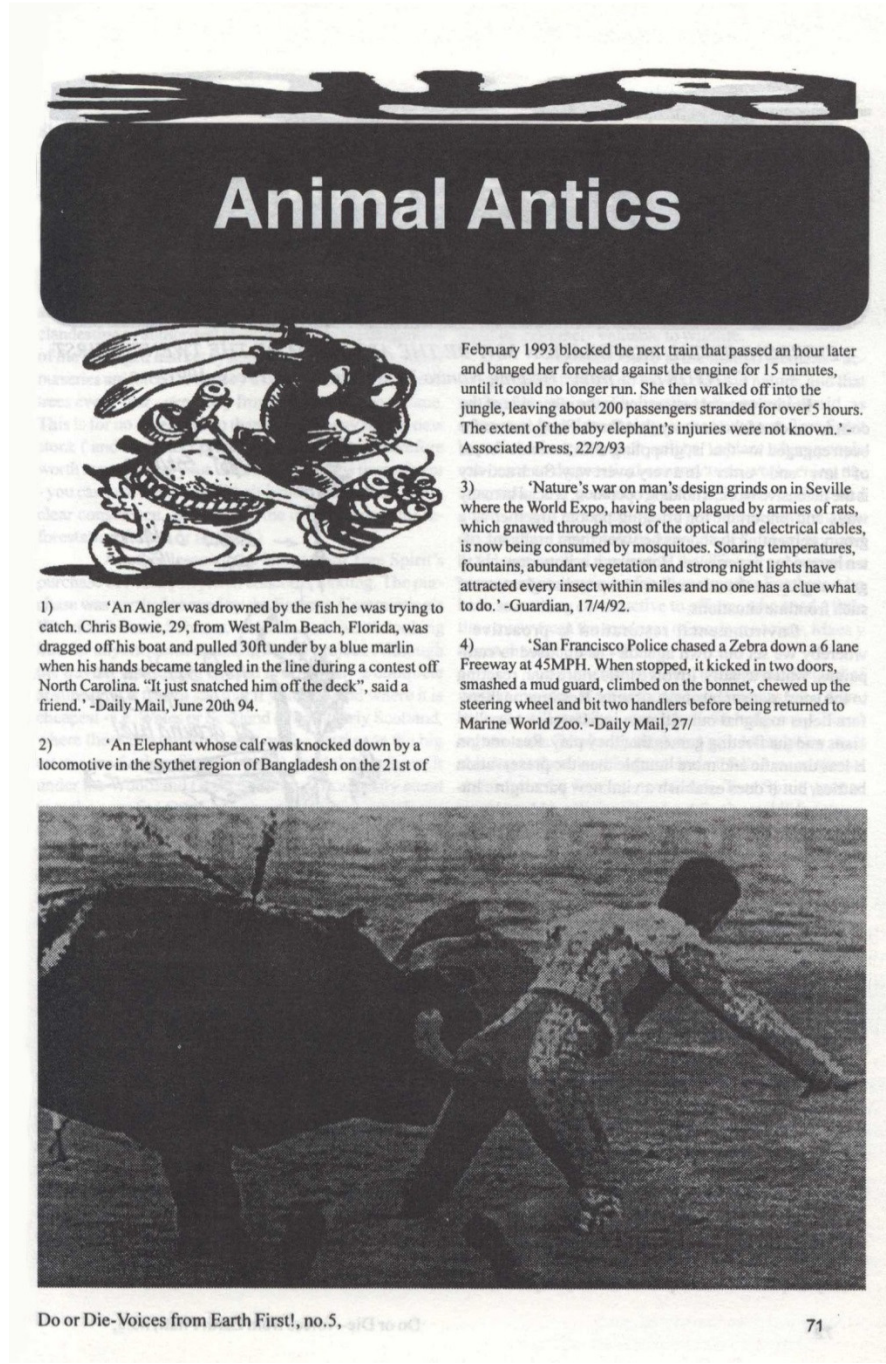 Animal Antics
1) 'An Angler was drowned by the fish he was trying to
catch. Chris Bowie, 29, from West Palm Beach, Florida, was
dragged off his boat and pulled 30ft under by a blue marlin
when his hands became tangled in the line during a contest off
North Carolina. “It just snatched him off the deck”, said a
friend.' -Daily Mail, June 20th 94.
2) 'An Elephant whose calf was knocked down by a
locomotive in the Sythet region of Bangladesh on the 21st of
February 1993 blocked the next train that passed an hour later
and banged her forehead against the engine for 15 minutes,
until it could no longer run. She then walked off into the
jungle, leaving about 200 passengers stranded for over 5 hours.
The extent of the baby elephant's injuries were not known.' -
Associated Press, 22/2/93
3) 'Nature's war on man's design grinds on in Seville
where the World Expo, having been plagued by armies of rats,
which gnawed through most of the optical and electrical cables,
is now being consumed by mosquitoes. Soaring temperatures,
fountains, abundant vegetation and strong night lights have
attracted every insect within miles and no one has a clue what
to do.' -Guardian, 17/4/92.
4) 'San Francisco Police chased a Zebra down a 6 lane
Freeway at 45MPH. When stopped, it kicked in two doors,
smashed a mud guard, climbed on the bonnet, chewed up the
steering wheel and bit two handlers before being returned to
Marine World Zoo.'-Daily Mail, 27/
Do or Die-Voices from Earth First!, no.5,
71